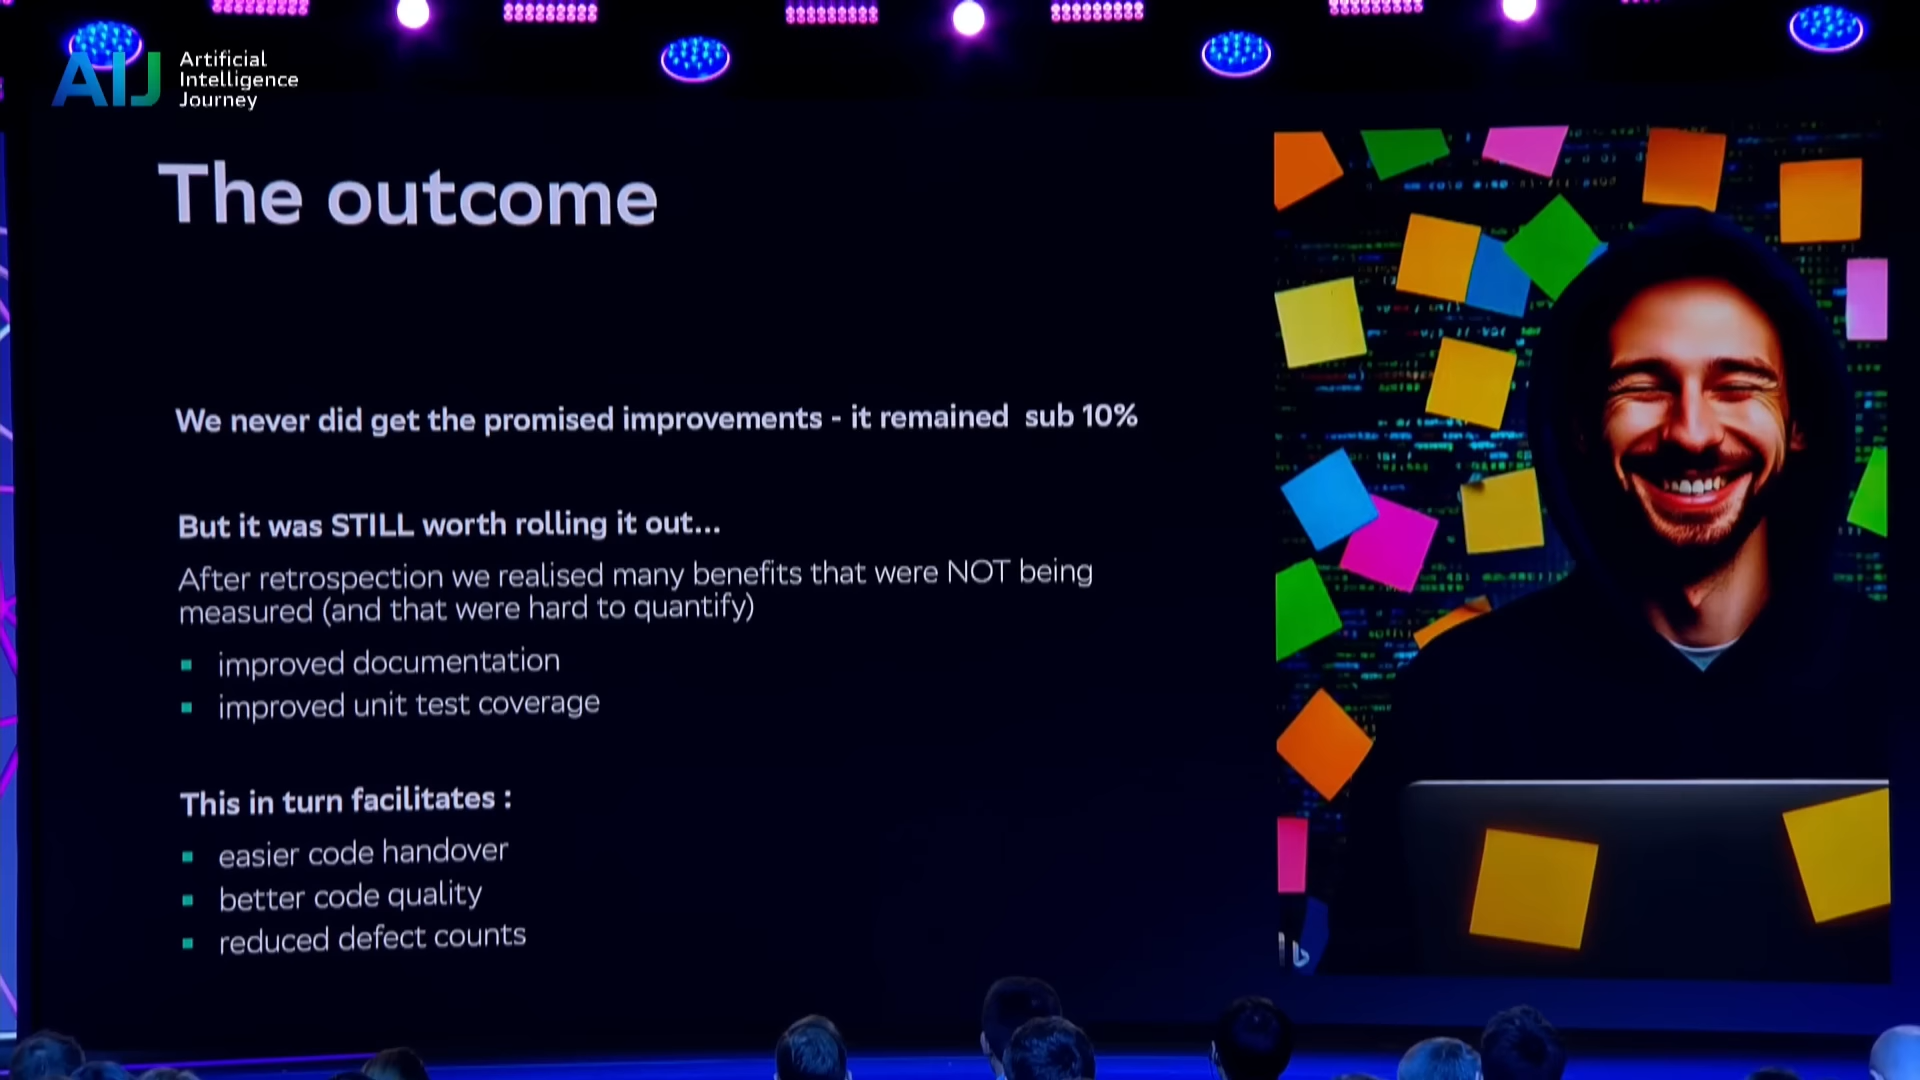 AIJ
Artificial
Intelligence
Journey
The outcome
We never did get the promised improvements - it remained sub 10%
But it was STILL worth rolling it out...
After retrospection we realised many benefits that were NOT being
measured (and that were hard to quantify)
improved documentation
improved unit test coverage
This in turn facilitates :
easier code handover
better code quality
reduced defect counts